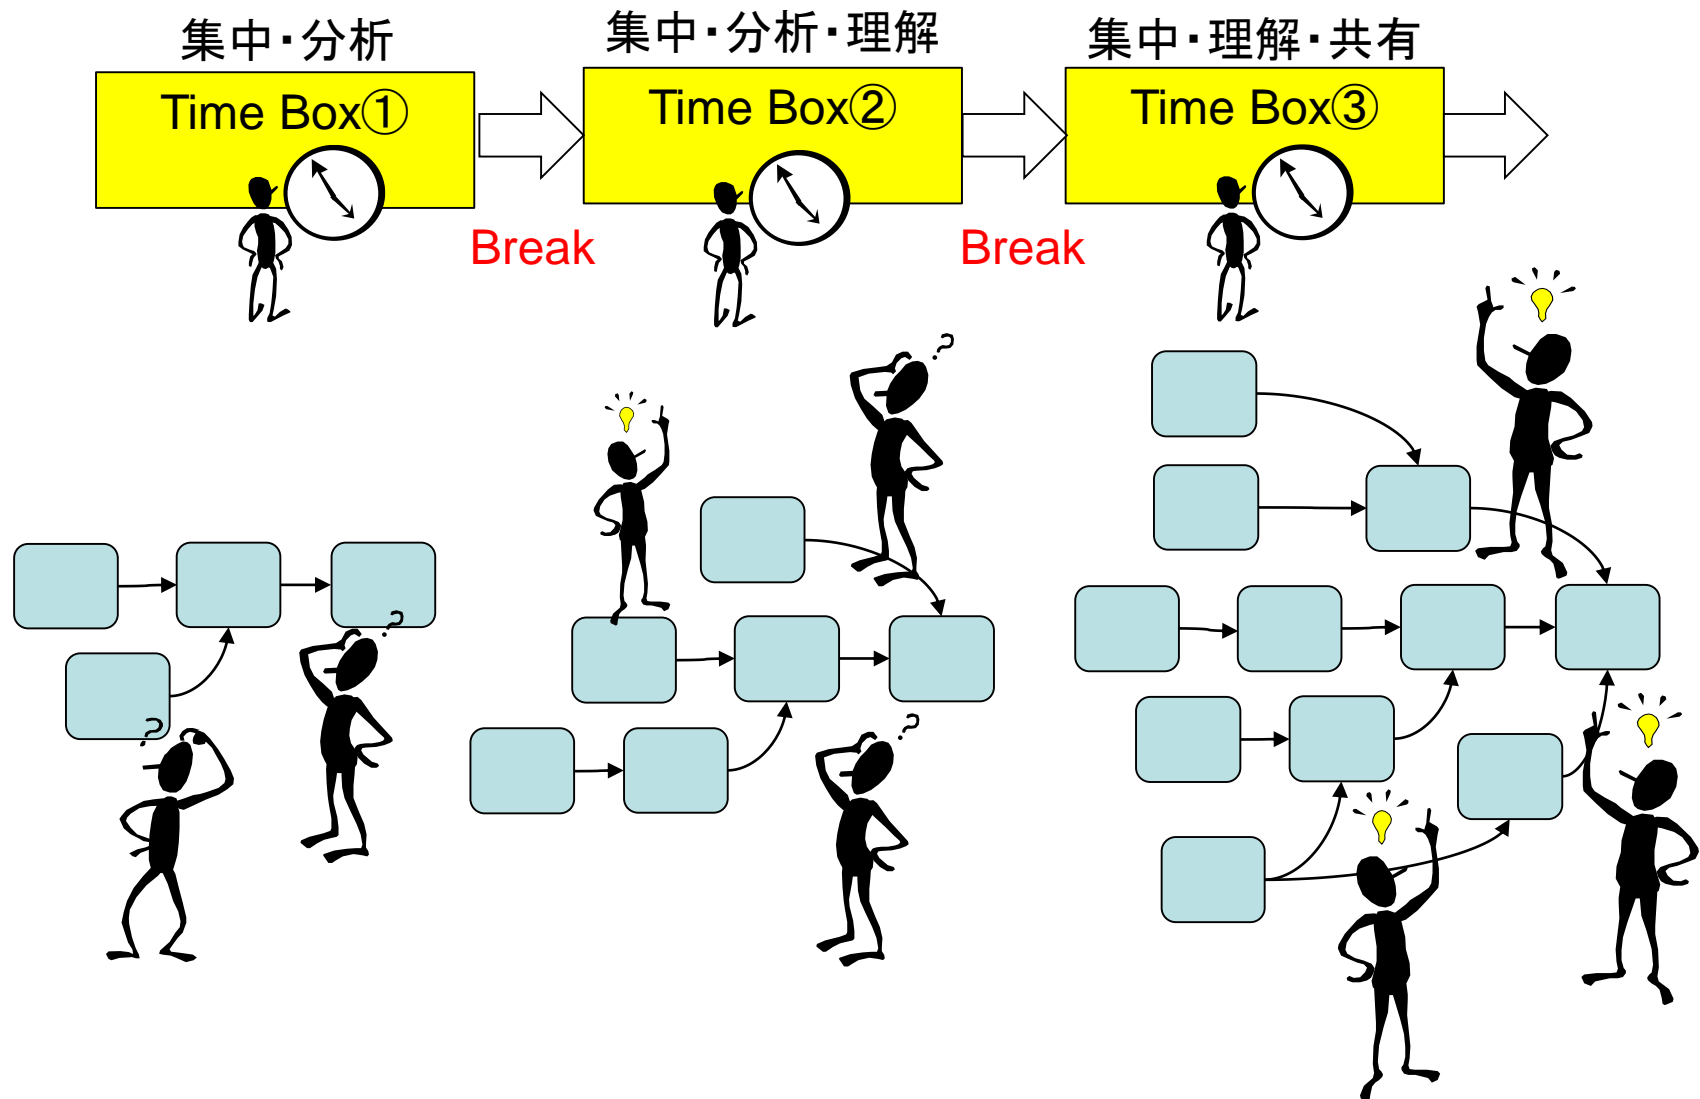 集中・分析
集中・分析・理解
集中・理解・共有
Time Box①
Time Box②
Time Box③
Break
Break
?
?
?
?